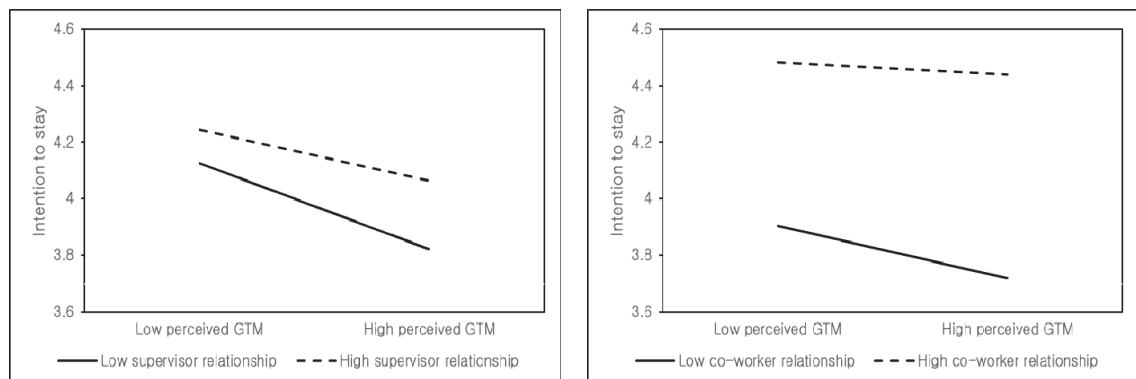 4.6
4.4
4.2
4
3.8
3.6
Intention to stay
Low perceived GTM High perceived GTM
Low supervisor relationship High supervisor relationship
4.6
4.4
4.2
4
3.8
3.6
Intention to stay
Low perceived GTM High perceived GTM
Low co-worker relationship High co-worker relationship